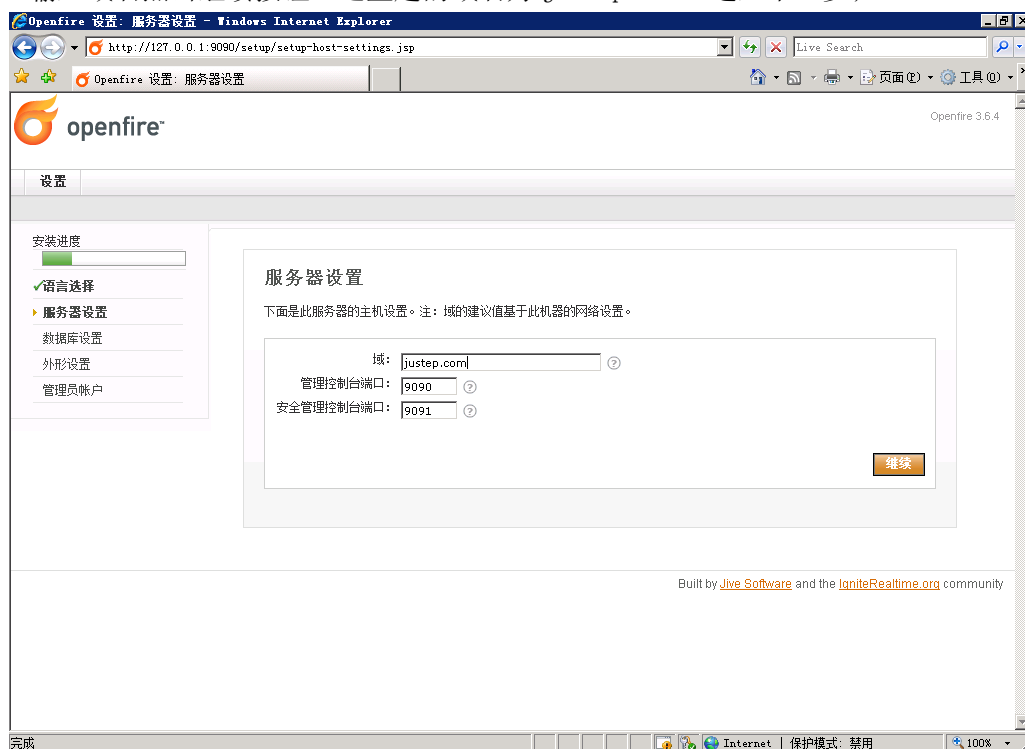 Openfire 设置: 服务器设置 - Windows Internet Explorer
http://127.0.0.1:9090/setup/setup-host-settings.jsp
Live Search
Openfire 设置: 服务器设置
页面(P)
工具(O)
openfire
Openfire 3.6.4
设置
安装进度
语言选择
服务器设置
数据库设置
外形设置
管理员帐户
服务器设置
下面是此服务器的主机设置。注: 域的建议值基于此机器的网络设置。
域: justep.com
管理控制台端口: 9090
安全管理控制台端口: 9091
继续
Built by Jive Software and the IgniteRealtime.org community
完成
Internet | 保护模式: 禁用
100%